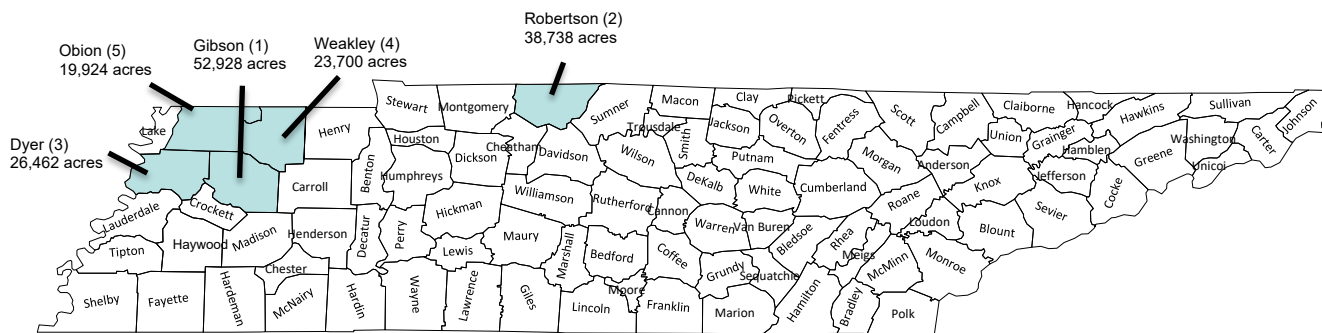 Robertson (2)
38,738 acres
Weakley (4)
23,700 acres
Gibson (1)
52,928 acres
Obion (5)
19,924 acres
Dyer (3)
26,462 acres
Lake
Henry
Stewart
Montgomery
Sumner
Macon
Clay
Pickett
Scott
Campbell
Claiborne
Hancock
Hawkins
Sullivan
Johnson
Houston
Cheatham
Trousdale
Smith
Jackson
Overton
Fentress
Union
Grainger
Hamblen
Washington
Carter
Greene
Unicoi
Benton
Humphreys
Dickson
Davidson
Wilson
Putnam
Morgan
Anderson
Knox
Jefferson
Cocke
Carroll
DeKalb
White
Cumberland
Roane
Sevier
Lauderdale
Crockett
Williamson
Rutherford
Cannon
Loudon
Blount
Hickman
Warren
Van Buren
Tipton
Haywood
Madison
Henderson
Decatur
Perry
Lewis
Maury
Marshall
Bedford
Coffee
Bledsoe
Rhea
Meigs
McMinn
Monroe
Chester
Grundy
Sequatchie
Shelby
Fayette
Hardeman
McNairy
Hardin
Wayne
Lawrence
Giles
Lincoln
Moore
Franklin
Marion
Hamilton
Bradley
Polk